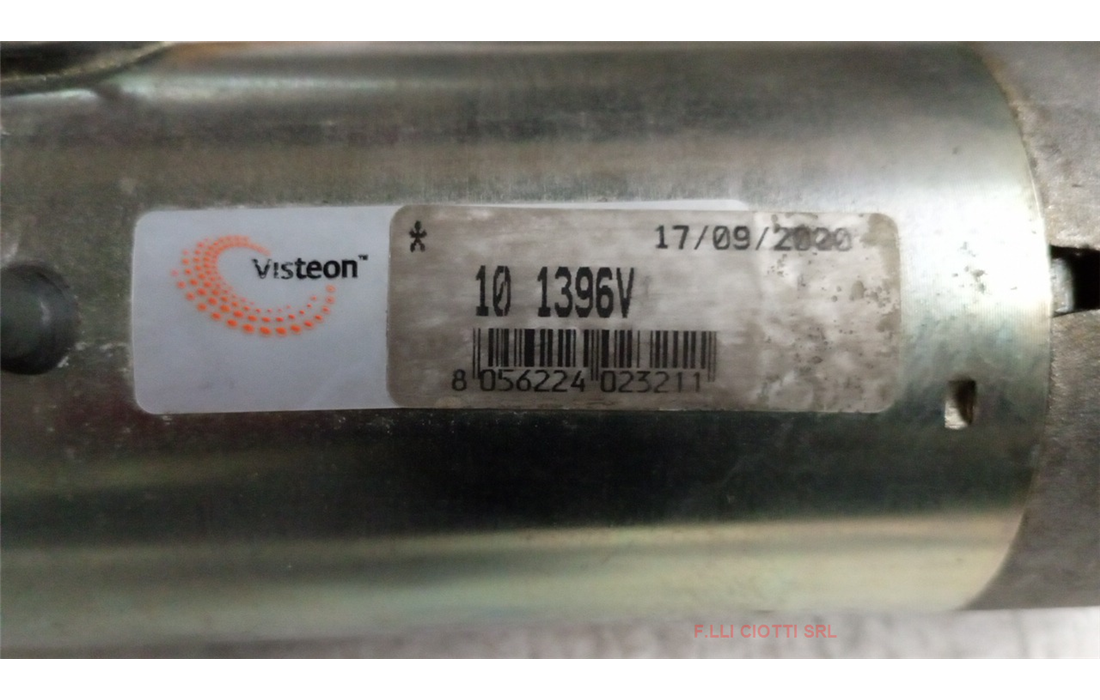 Visteon™
* 17/09/2020
10 1396V
8 056224 023211
F.LLI CIOTTI SRL